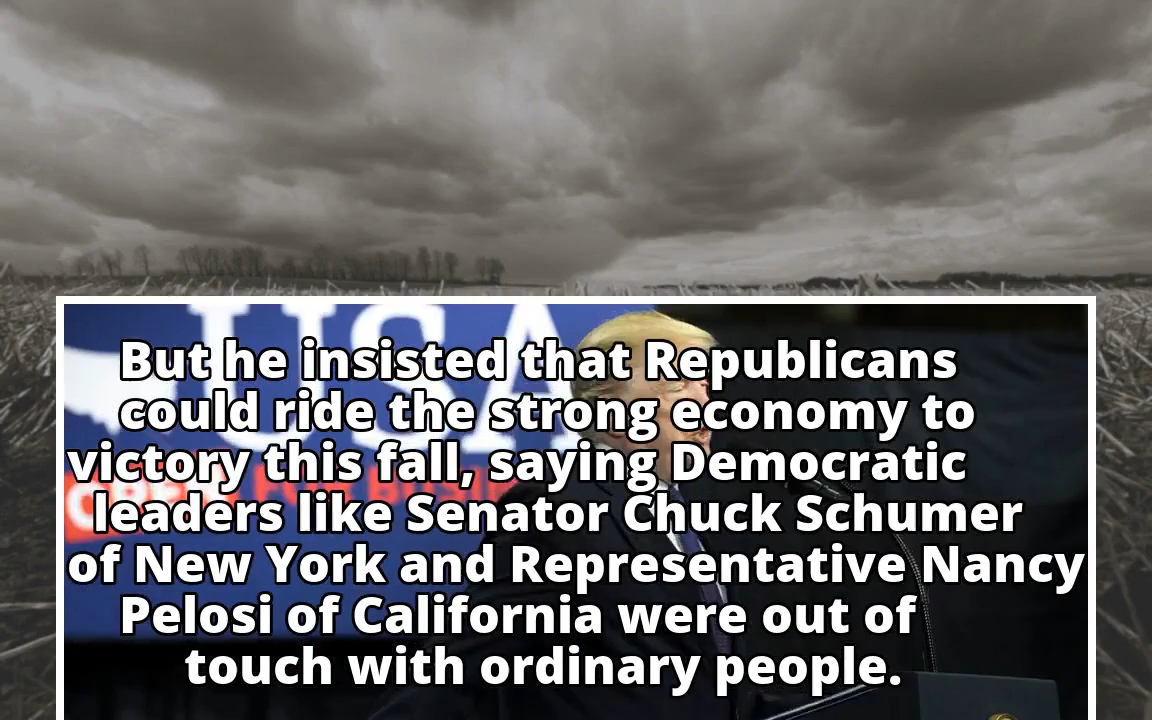 USA
But he insisted that Republicans
could ride the strong economy to
victory this fall, saying Democratic
leaders like Senator Chuck Schumer
of New York and Representative Nancy
Pelosi of California were out of
touch with ordinary people.